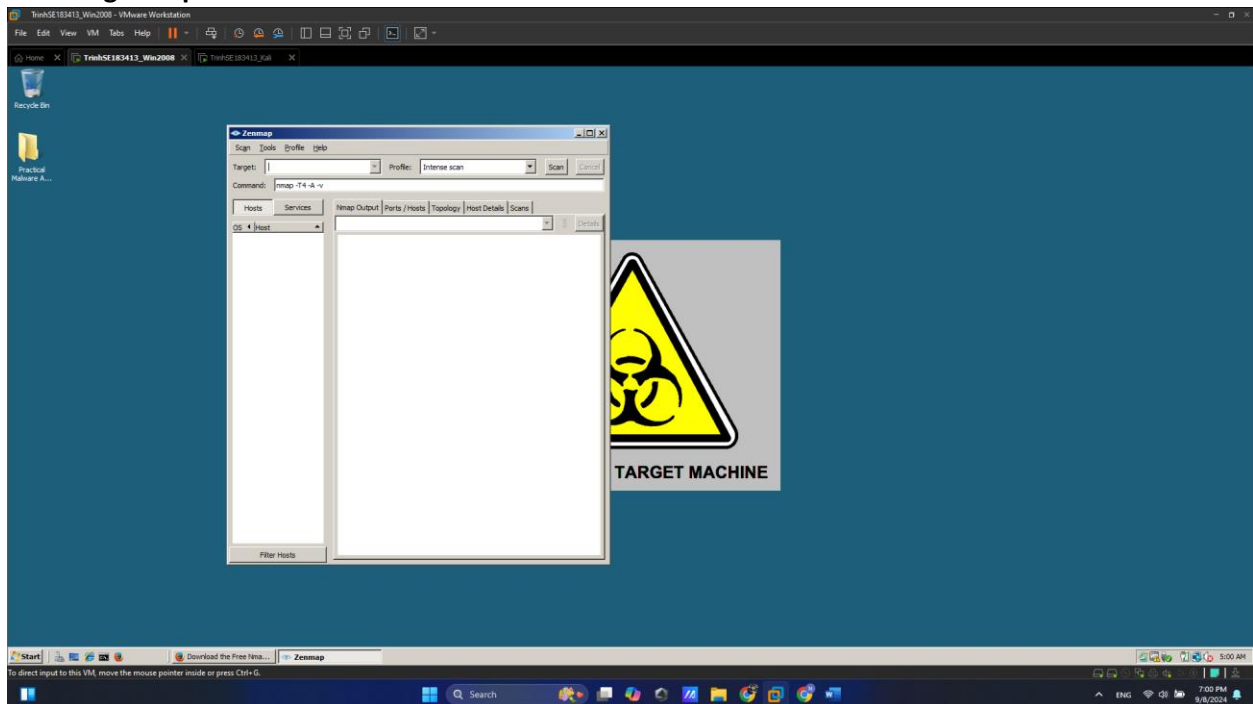 TrinhSE183413_Win2008 - VMware Workstation
File Edit View VM Tabs Help
Home TrinhSE183413_Win2008 TrinhSE183413_Kali
Recycle Bin
Practical
Malware A...
Zenmap
Scan Tools Profile Help
Target: Profile: Intense scan Scan Cancel
Command: nmap -T4 -A -v
Hosts Services Nmap Output Ports / Hosts Topology Host Details Scans
Details
OS Host
TARGET MACHINE
Filter Hosts
Start Download the Free Nma... Zenmap 5:00 AM
To direct input to this VM, move the mouse pointer inside or press Ctrl+G.
Search ENG 7:00 PM
9/8/2024